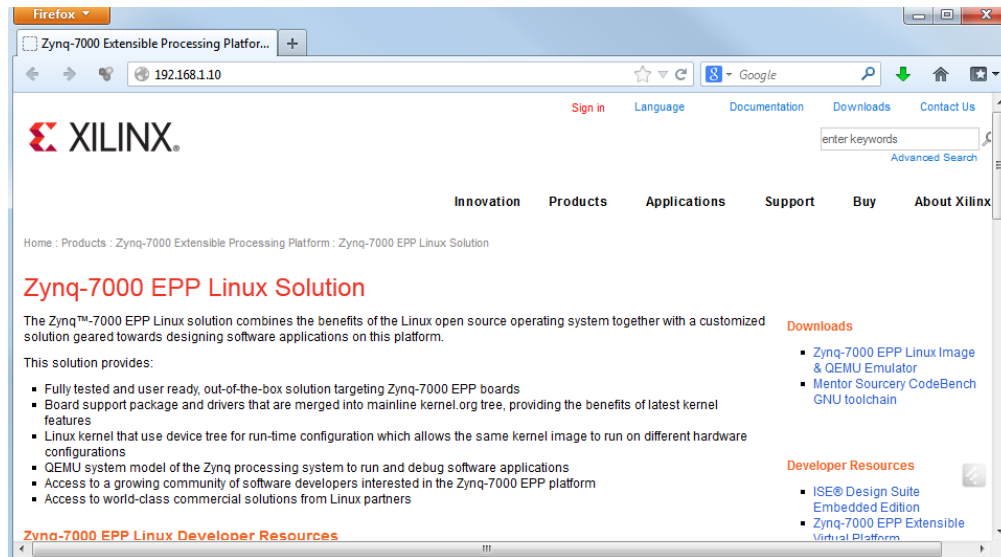 Firefox
Zynq-7000 Extensible Processing Platfor...
192.168.1.10
Google
Sign in Language Documentation Downloads Contact Us
XILINX.
enter keywords
Advanced Search
Innovation Products Applications Support Buy About Xilinx
Home : Products : Zynq-7000 Extensible Processing Platform : Zynq-7000 EPP Linux Solution
Zynq-7000 EPP Linux Solution
The Zynq™-7000 EPP Linux solution combines the benefits of the Linux open source operating system together with a customized
solution geared towards designing software applications on this platform.
This solution provides:
Fully tested and user ready, out-of-the-box solution targeting Zynq-7000 EPP boards
Board support package and drivers that are merged into mainline kernel.org tree, providing the benefits of latest kernel
features
Linux kernel that use device tree for run-time configuration which allows the same kernel image to run on different hardware
configurations
QEMU system model of the Zynq processing system to run and debug software applications
Access to a growing community of software developers interested in the Zynq-7000 EPP platform
Access to world-class commercial solutions from Linux partners
Zynq-7000 EPP Linux Developer Resources
Downloads
Zynq-7000 EPP Linux Image
& QEMU Emulator
Mentor Sourcery CodeBench
GNU toolchain
Developer Resources
ISE® Design Suite
Embedded Edition
Zynq-7000 EPP Extensible
Virtual Platform